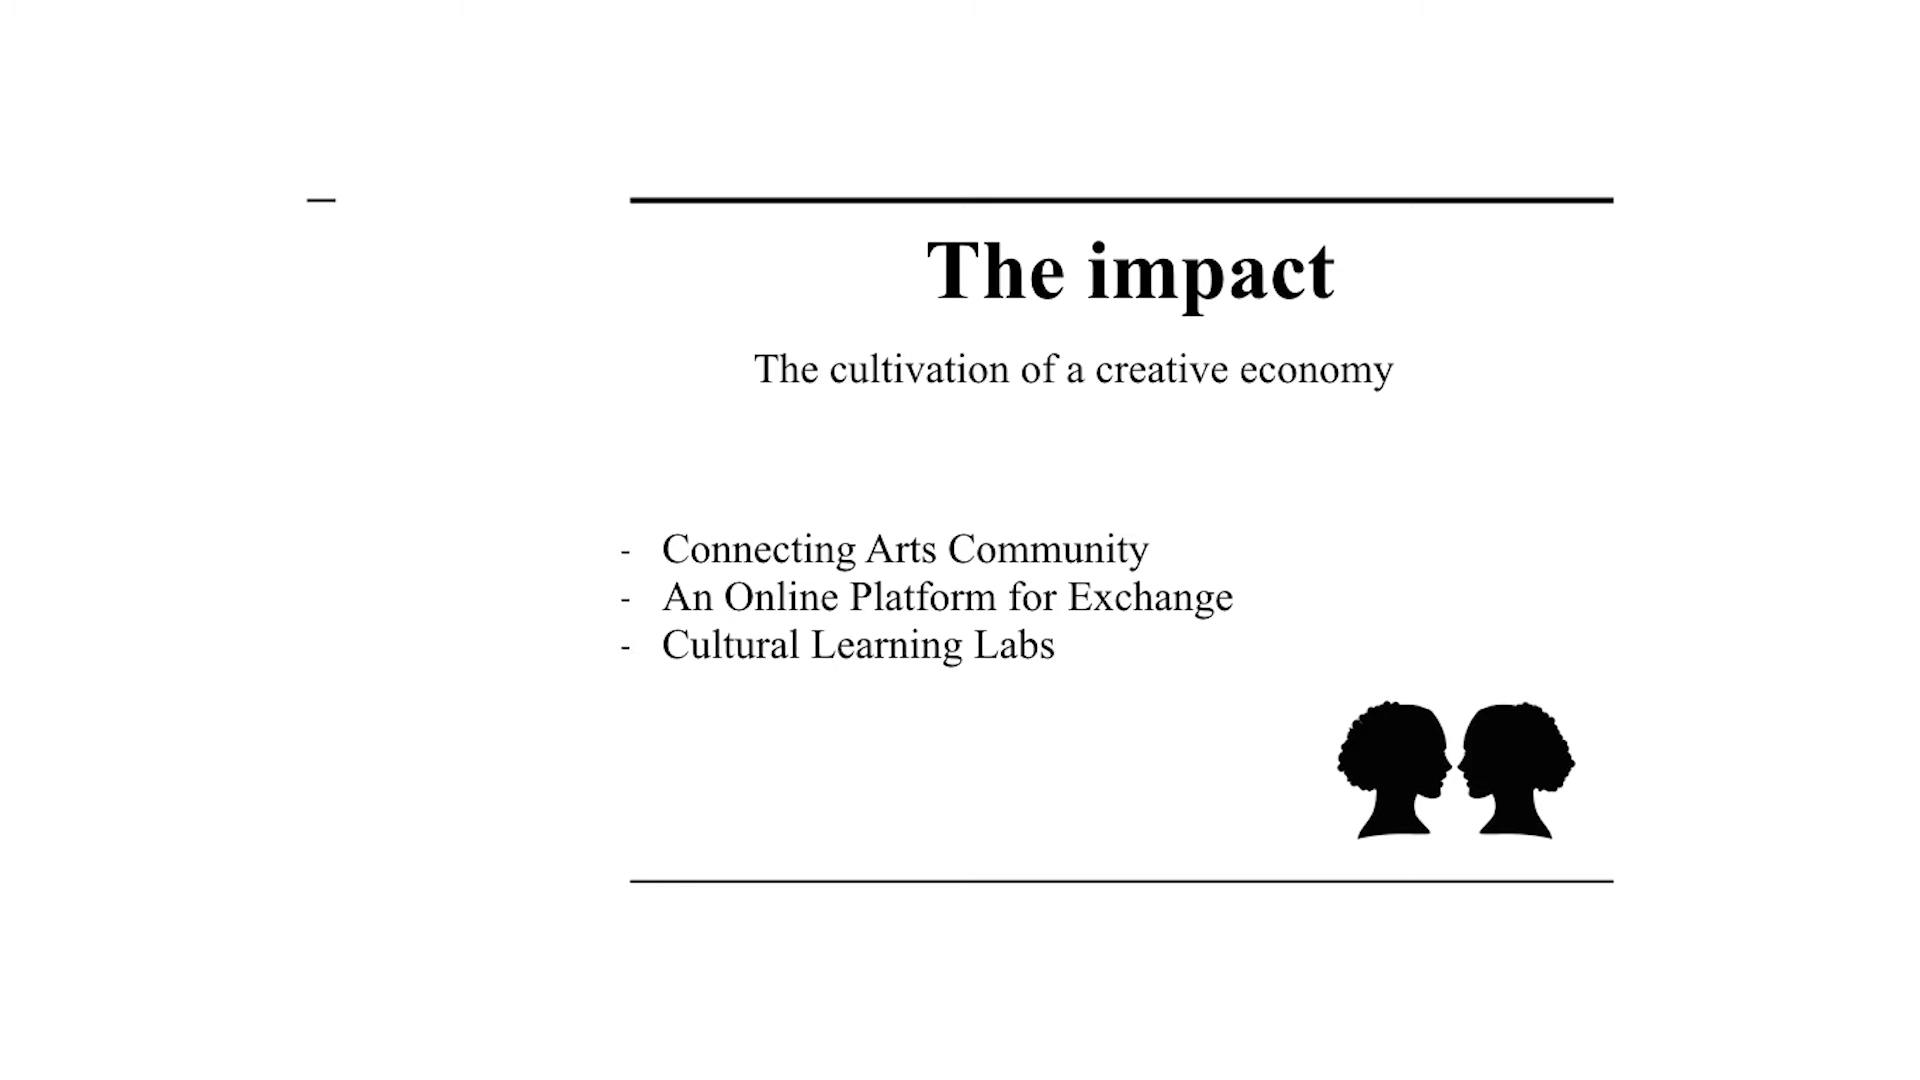 The impact
The cultivation of a creative economy
- Connecting Arts Community
- An Online Platform for Exchange
- Cultural Learning Labs